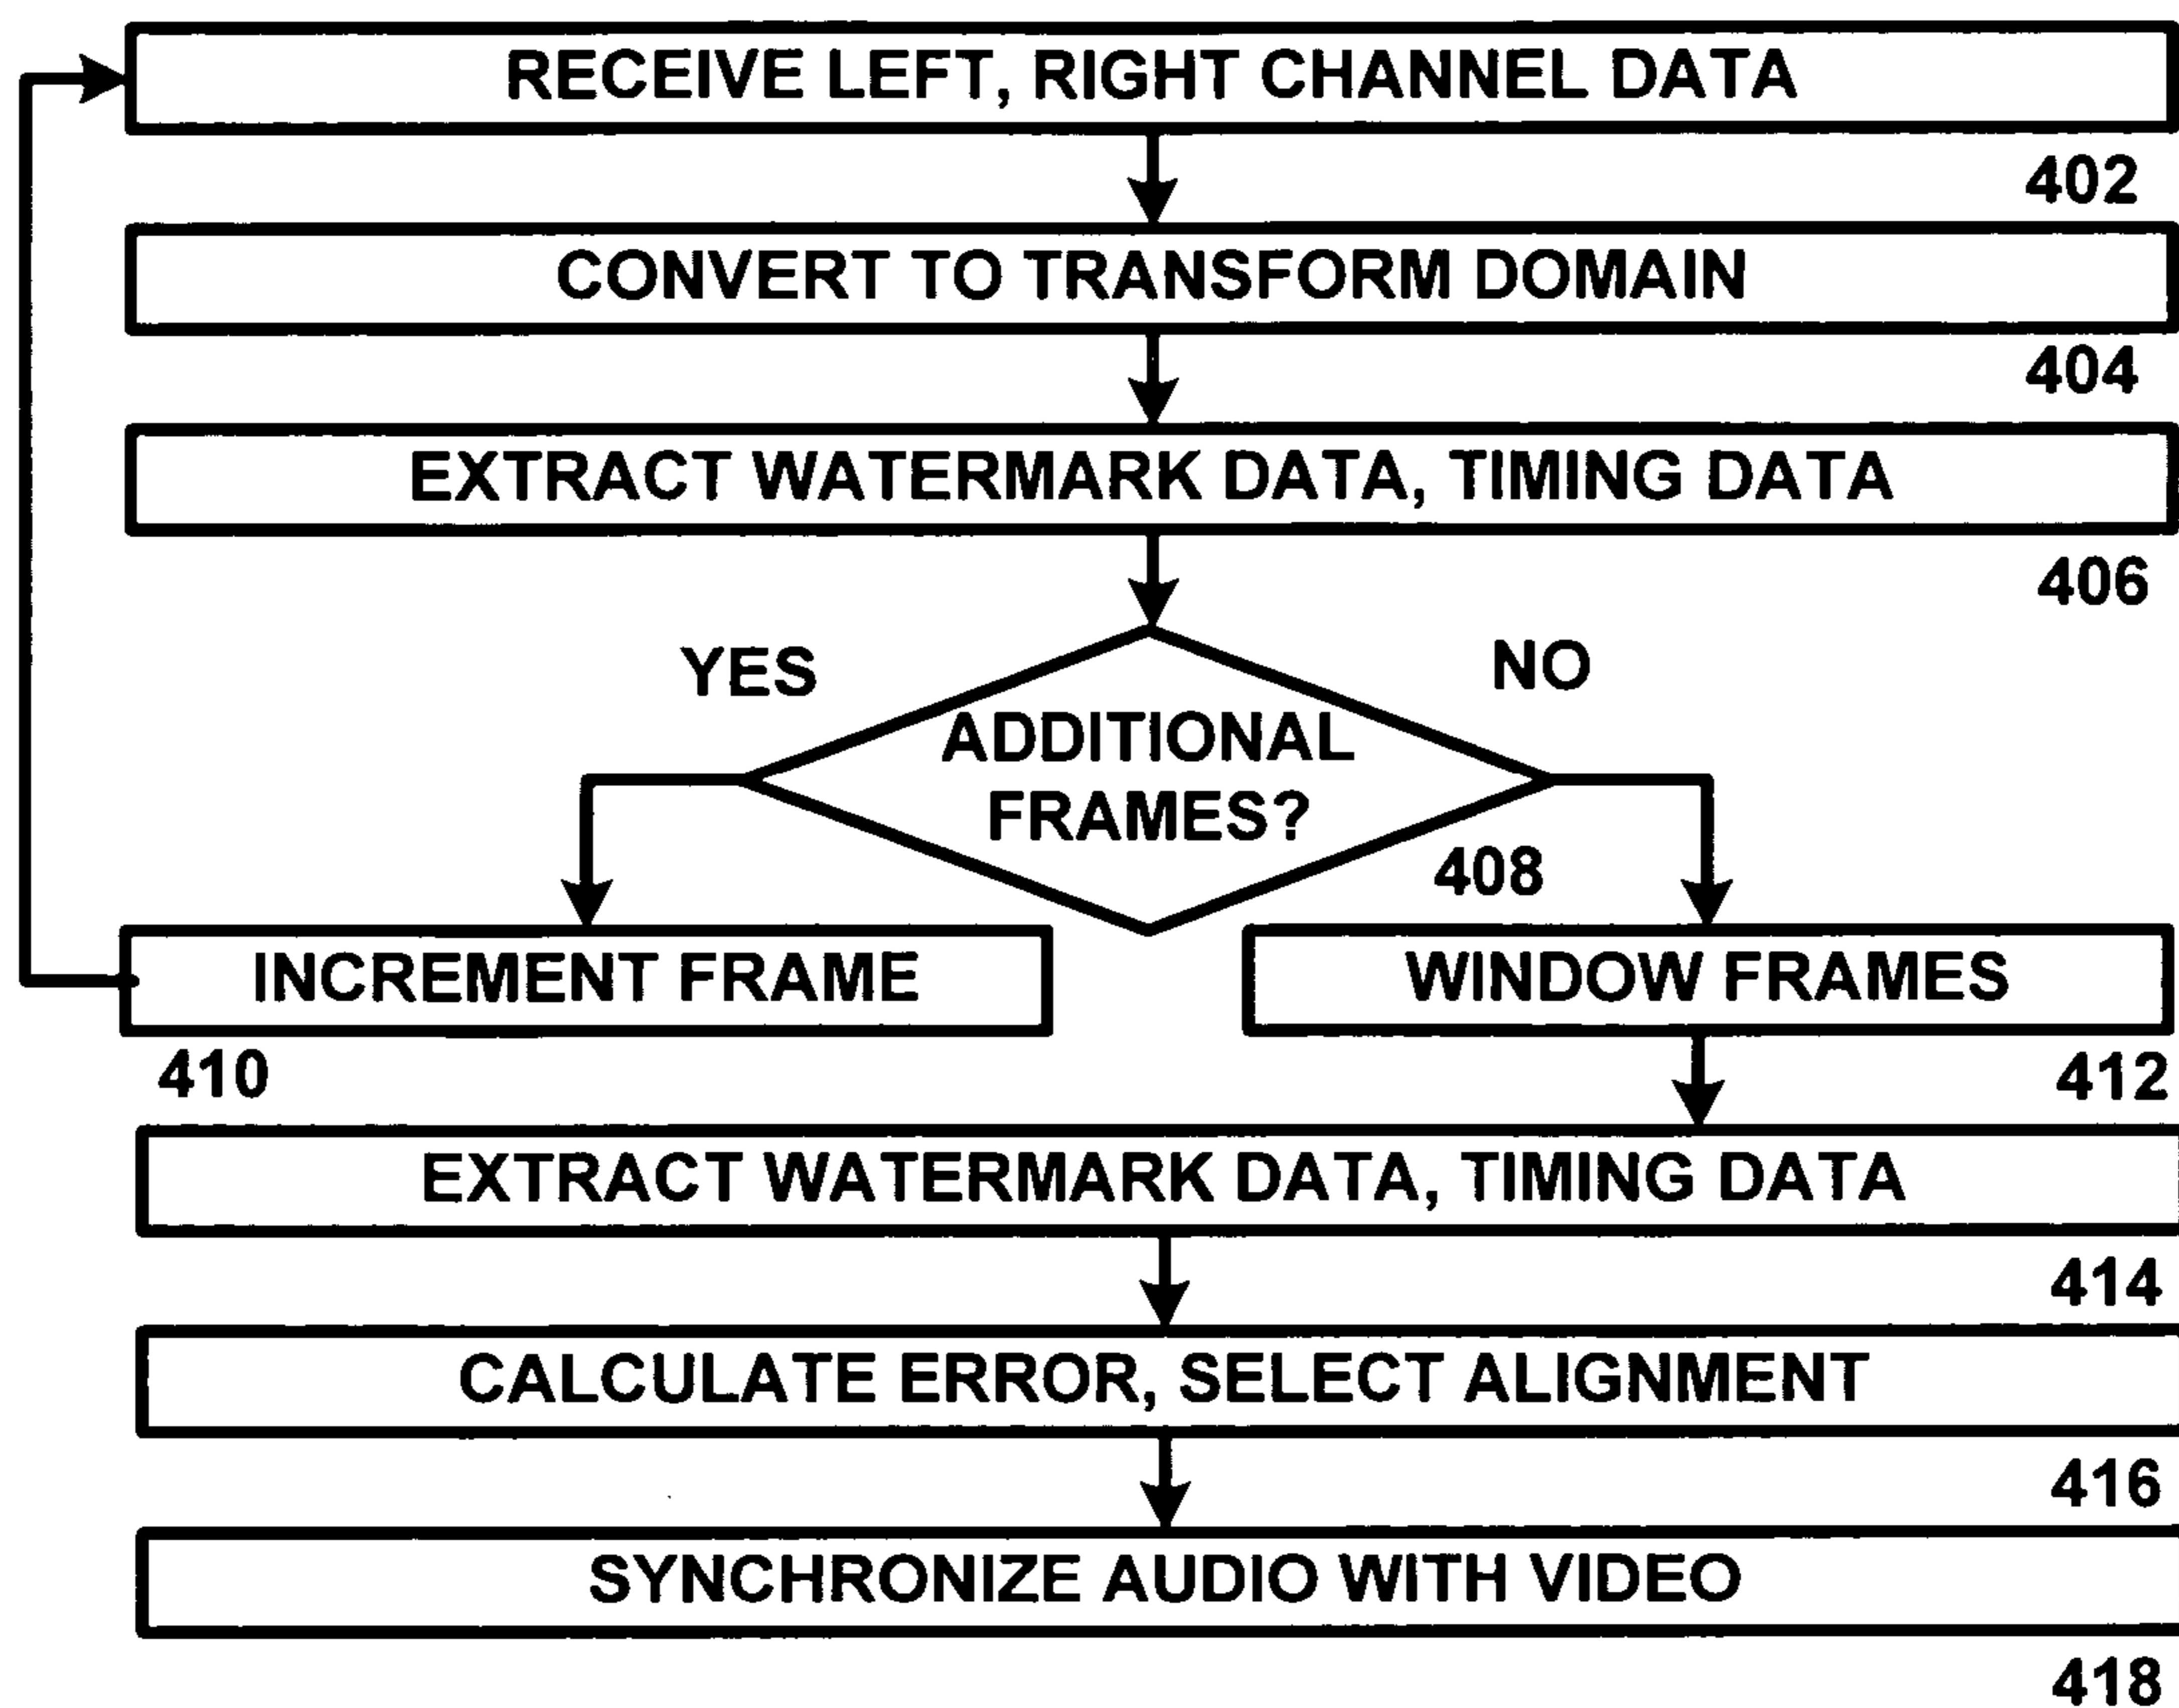 RECEIVE LEFT, RIGHT CHANNEL DATA
402
CONVERT TO TRANSFORM DOMAIN
404
EXTRACT WATERMARK DATA, TIMING DATA
406
YES
NO
ADDITIONAL
FRAMES?
408
INCREMENT FRAME
WINDOW FRAMES
410
412
EXTRACT WATERMARK DATA, TIMING DATA
414
CALCULATE ERROR, SELECT ALIGNMENT
416
SYNCHRONIZE AUDIO WITH VIDEO
418